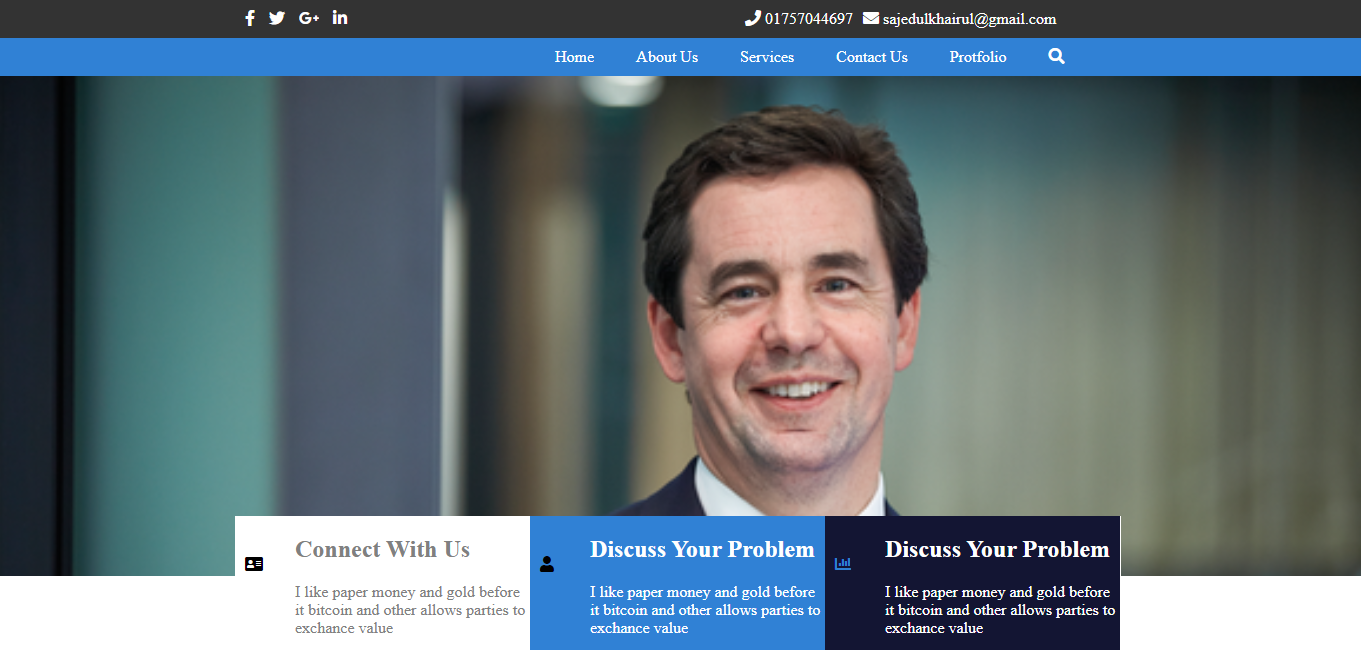 01757044697 sajedulkhairul@gmail.com
Home About Us Services Contact Us Protfolio
Connect With Us
I like paper money and gold before
it bitcoin and other allows parties to
exchance value
Discuss Your Problem
I like paper money and gold before
it bitcoin and other allows parties to
exchance value
Discuss Your Problem
I like paper money and gold before
it bitcoin and other allows parties to
exchance value